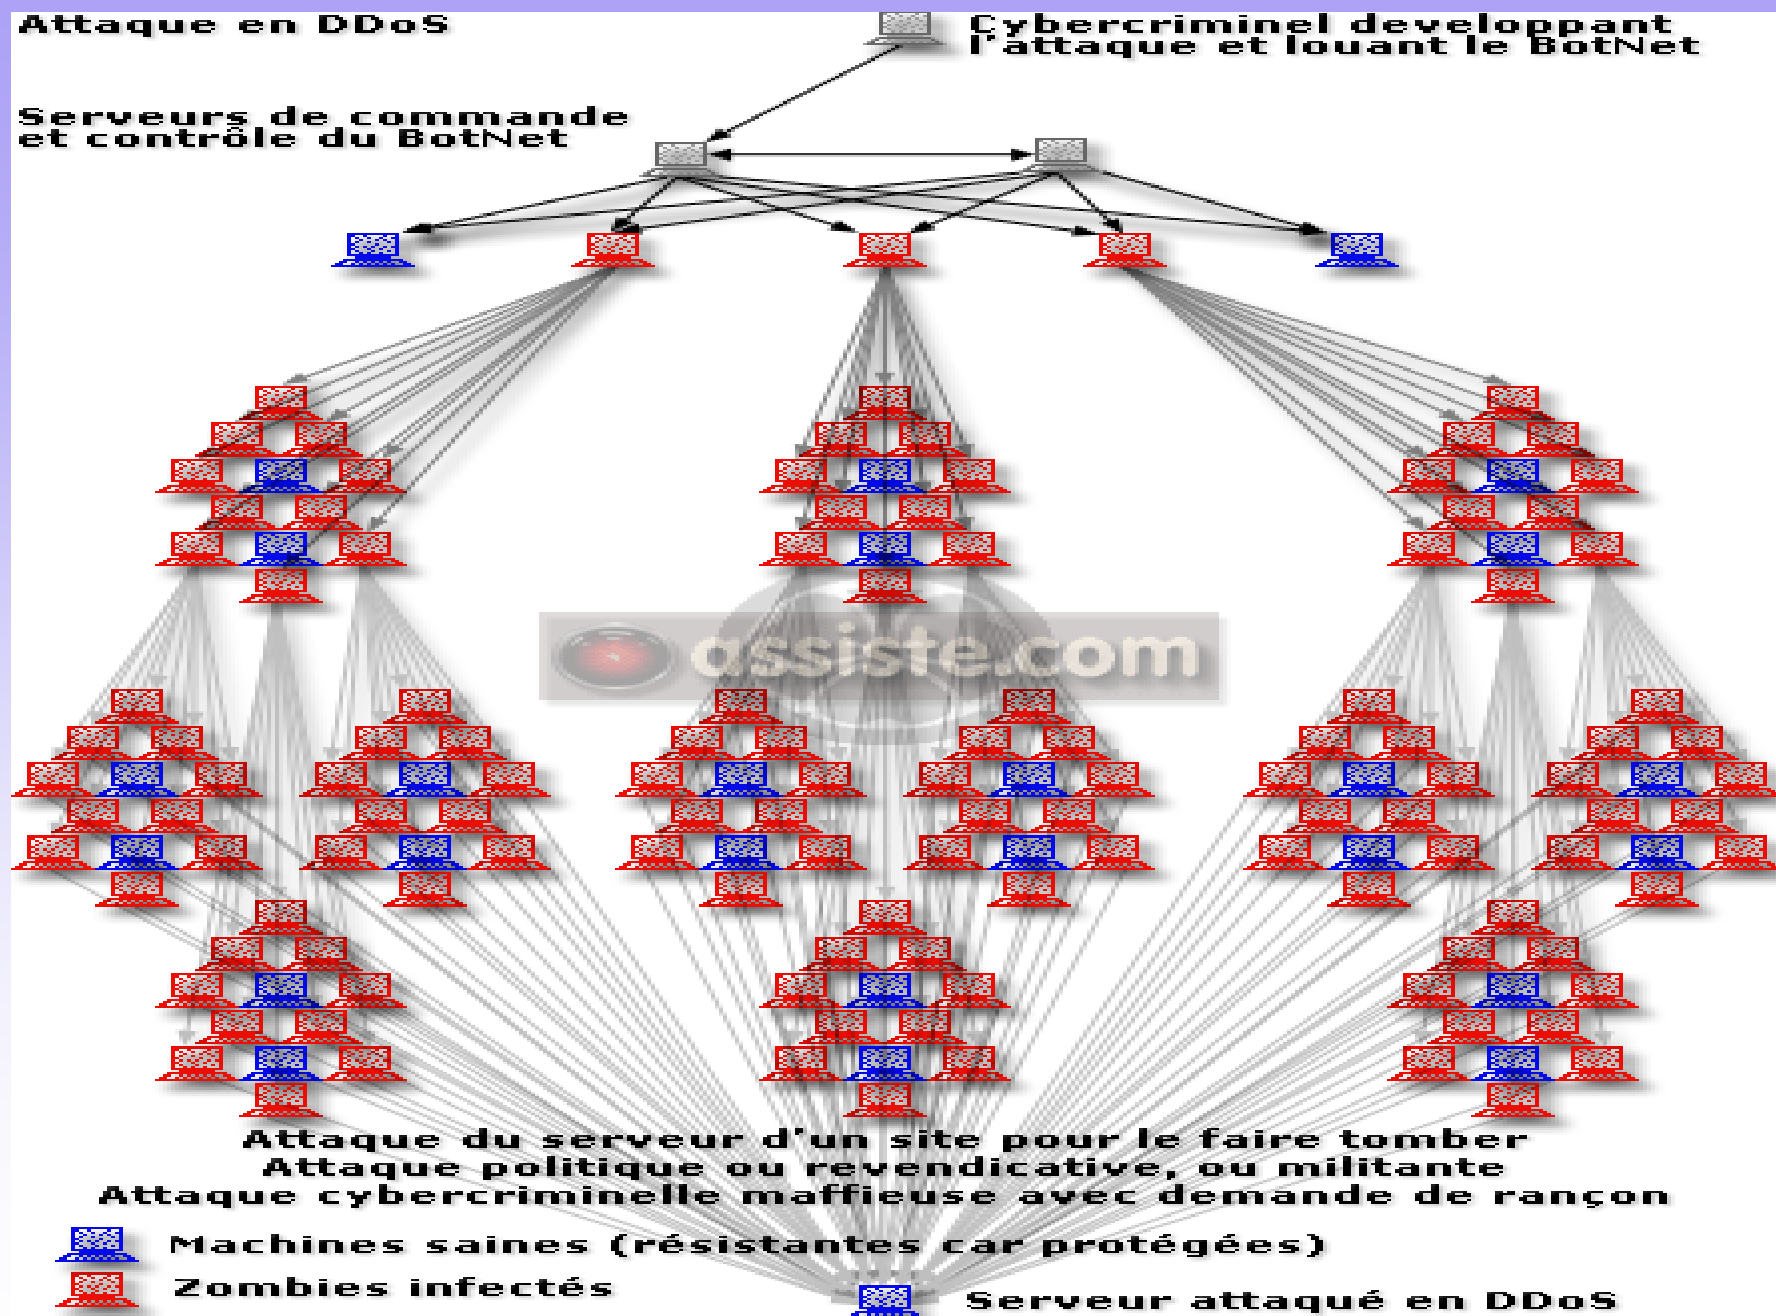 Attaque en DDoS
Cybercriminel developpant
l'attaque et louant le BotNet
Serveurs de commande
et contrôle du BotNet
assiste.com
Attaque du serveur d'un site pour le faire tomber
Attaque politique ou revendicative, ou militante
Attaque cybercriminelle maffieuse avec demande de rançon
Machines saines (résistantes car protégées)
Zombies infectés
Serveur attaqué en DDoS